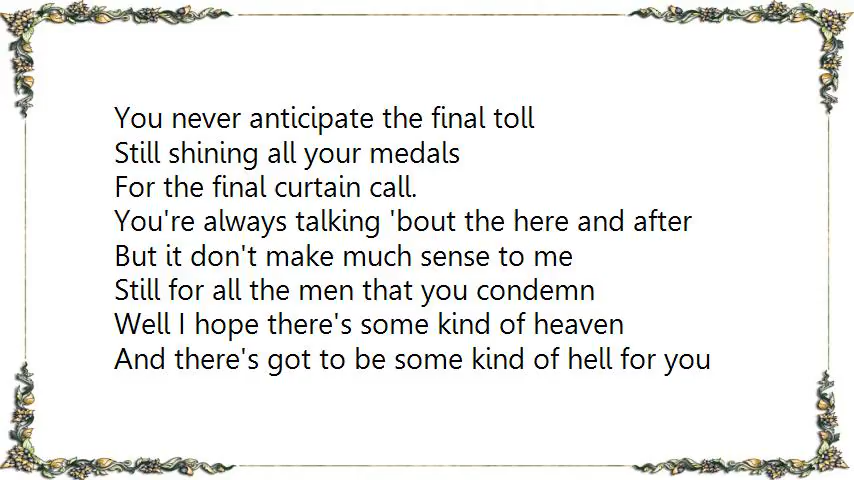 You never anticipate the final toll
Still shining all your medals
For the final curtain call.
You're always talking 'bout the here and after
But it don't make much sense to me
Still for all the men that you condemn
Well I hope there's some kind of heaven
And there's got to be some kind of hell for you